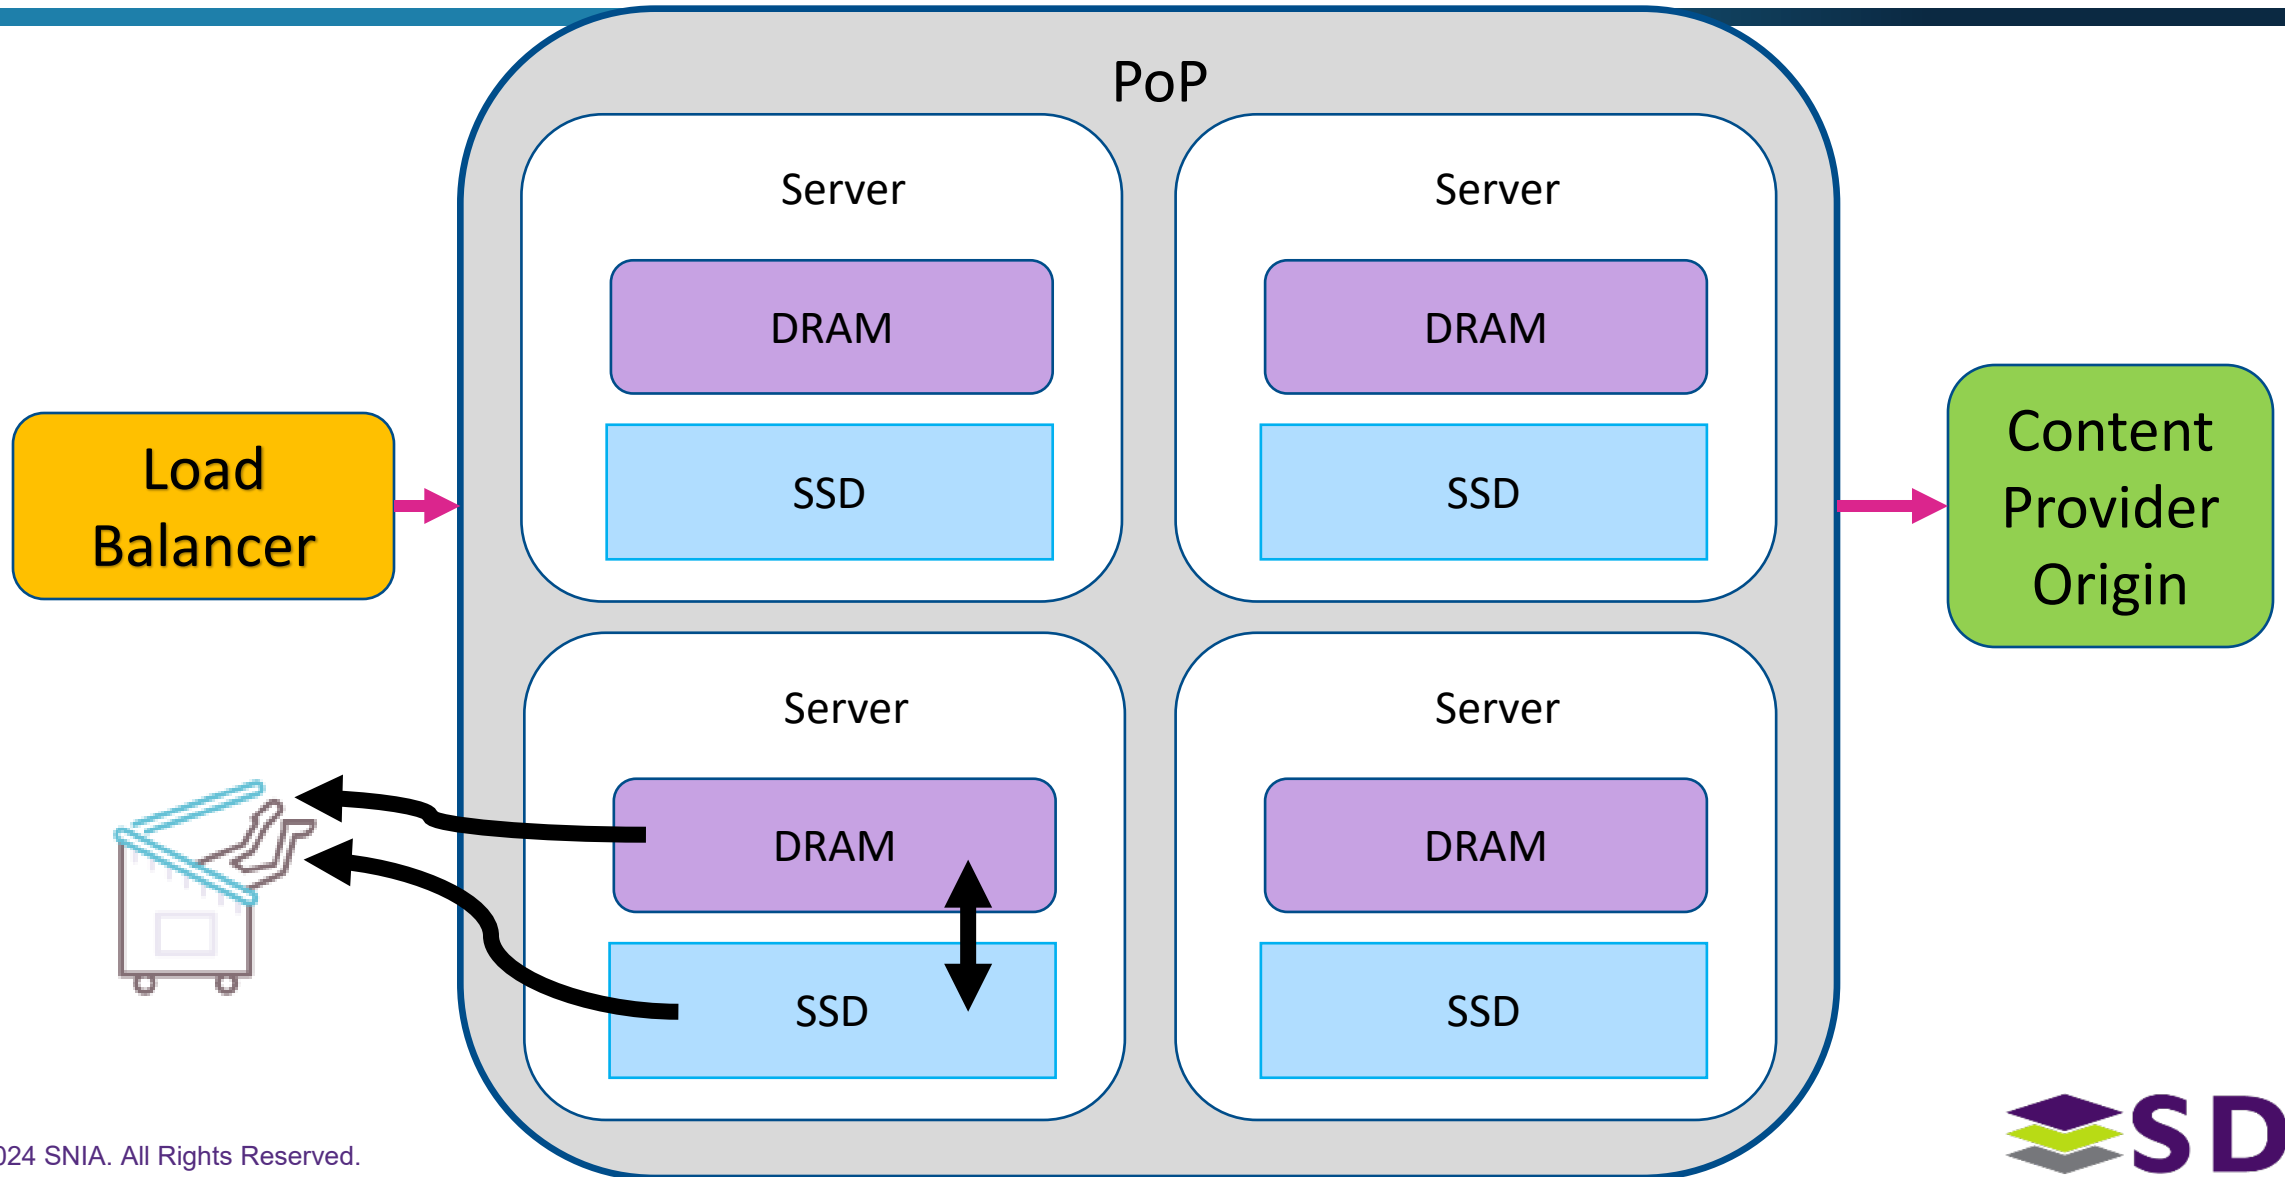 PoP
Server
DRAM
SSD
Server
DRAM
SSD
Load
Balancer
Content
Provider
Origin
Server
DRAM
SSD
Server
DRAM
SSD
024 SNIA. All Rights Reserved.
SD